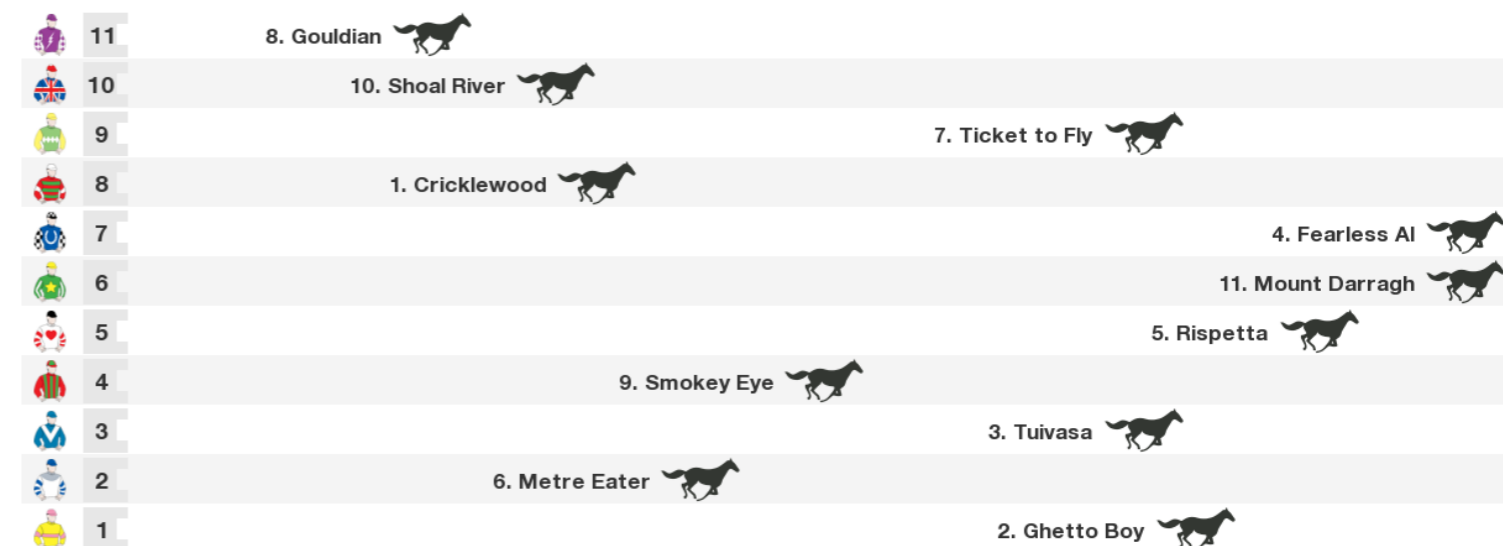 11 8. Gouldian
10 10. Shoal River
9 7. Ticket to Fly
8 1. Cricklewood
7 4. Fearless Al
6 11. Mount Darragh
5 5. Rispetta
4 9. Smokey Eye
3 3. Tuivasa
2 6. Metre Eater
1 2. Ghetto Boy